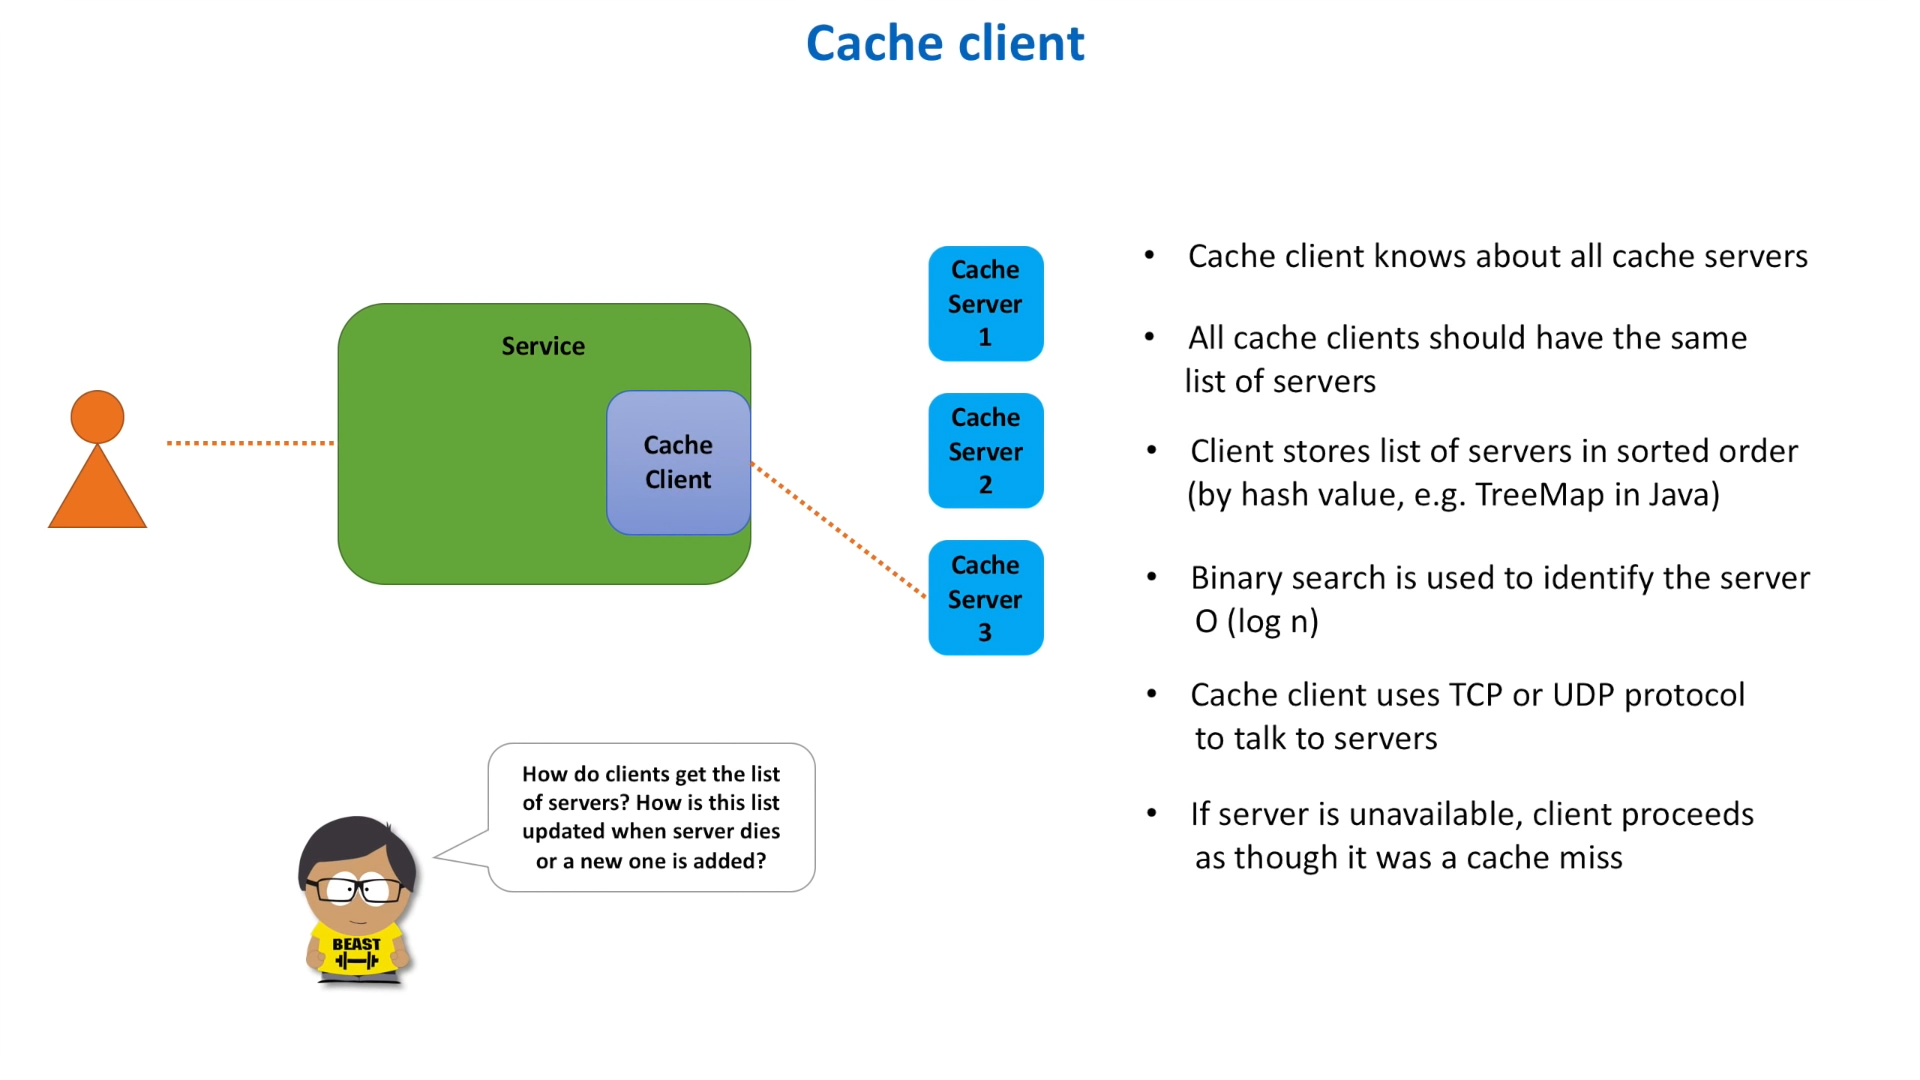 Cache client
Service
Cache
Client
Cache
Server
1
Cache
Server
2
Cache
Server
3
• Cache client knows about all cache servers
• All cache clients should have the same
list of servers
• Client stores list of servers in sorted order
(by hash value, e.g. TreeMap in Java)
• Binary search is used to identify the server
O (log n)
• Cache client uses TCP or UDP protocol
to talk to servers
• If server is unavailable, client proceeds
as though it was a cache miss
How do clients get the list
of servers? How is this list
updated when server dies
or a new one is added?
BEAST